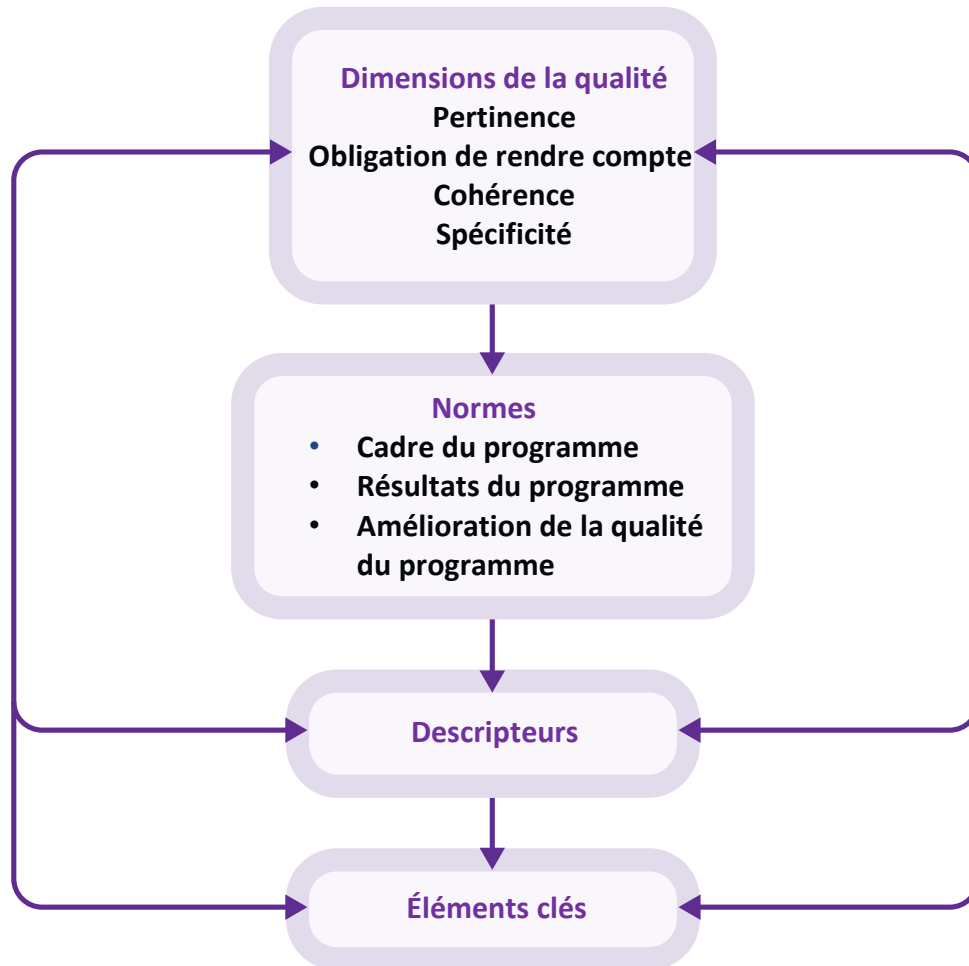 Dimensions de la qualité
Pertinence
Obligation de rendre compte
Cohérence
Spécificité
Normes
• Cadre du programme
• Résultats du programme
• Amélioration de la qualité
du programme
Descripteurs
Éléments clés